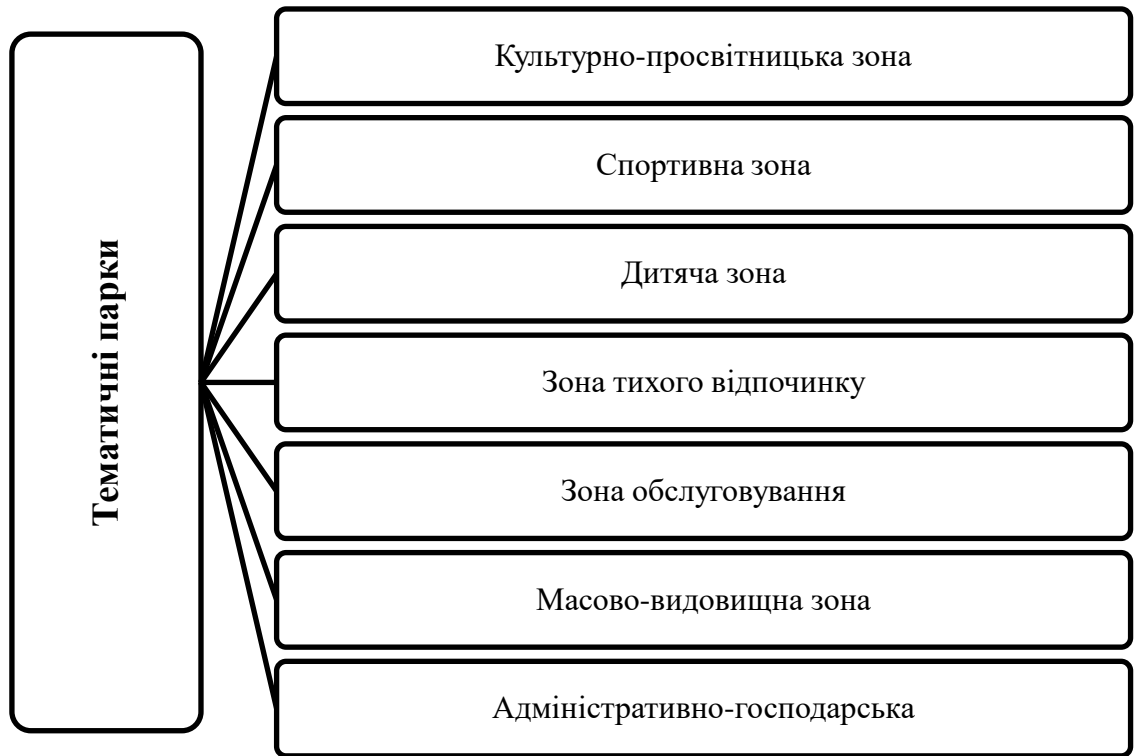 Тематичні парки
Культурно-просвітницька зона
Спортивна зона
Дитяча зона
Зона тихого відпочинку
Зона обслуговування
Масово-видовищна зона
Адміністративно-господарська